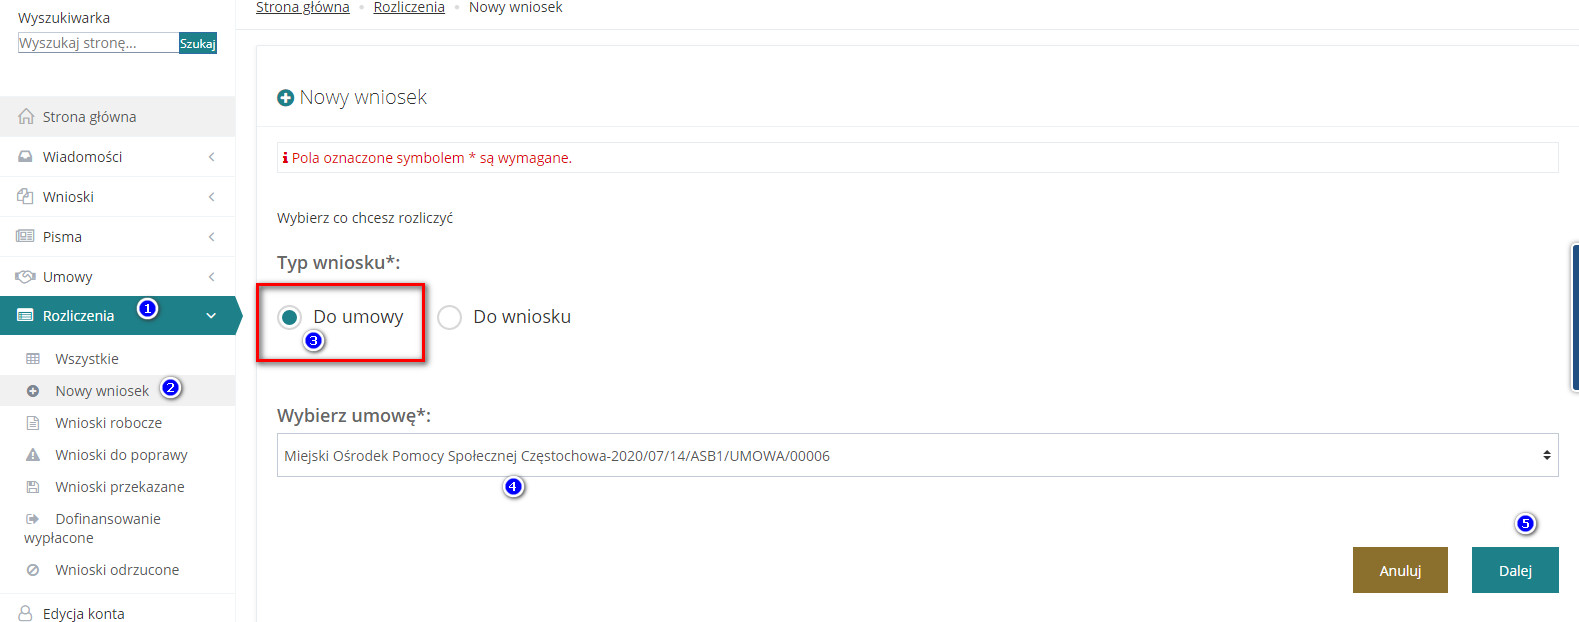 Wyszukiwarka
Wyszukaj stronę...
Szukaj
Strona główna
Wiadomości
Wnioski
Pisma
Umowy
Rozliczenia 1
Wszystkie
Nowy wniosek 2
Wnioski robocze
Wnioski do poprawy
Wnioski przekazane
Dofinansowanie
wypłacone
Wnioski odrzucone
Edycja konta
Strona główna • Rozliczenia • Nowy wniosek
Nowy wniosek
Pola oznaczone symbolem * są wymagane.
Wybierz co chcesz rozliczyć
Typ wniosku*:
Do umowy Do wniosku
3
Wybierz umowę*:
Miejski Ośrodek Pomocy Społecznej Częstochowa-2020/07/14/ASB1/UMOWA/00006
4
5
Anuluj Dalej